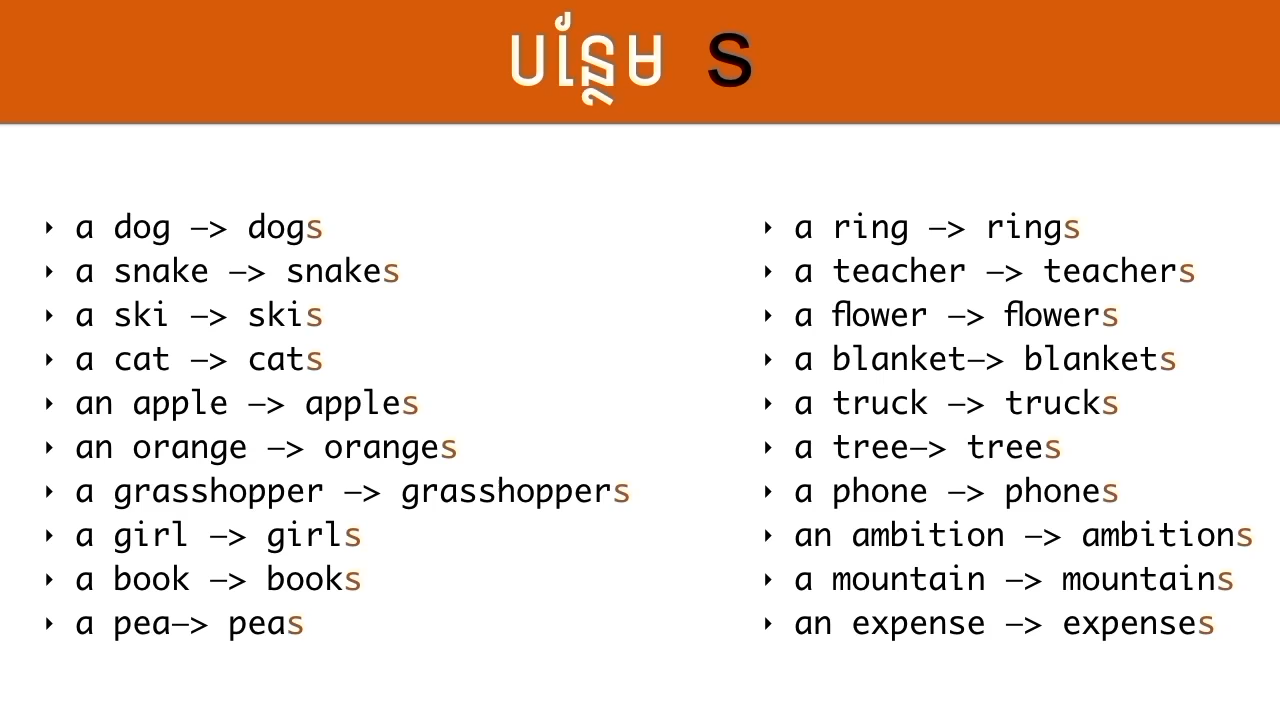 បន្ថែម s
‣ a dog —> dogs
‣ a snake —> snakes
‣ a ski —> skis
‣ a cat —> cats
‣ an apple —> apples
‣ an orange —> oranges
‣ a grasshopper —> grasshoppers
‣ a girl —> girls
‣ a book —> books
‣ a pea—> peas
‣ a ring —> rings
‣ a teacher —> teachers
‣ a flower —> flowers
‣ a blanket—> blankets
‣ a truck —> trucks
‣ a tree—> trees
‣ a phone —> phones
‣ an ambition —> ambitions
‣ a mountain —> mountains
‣ an expense —> expenses